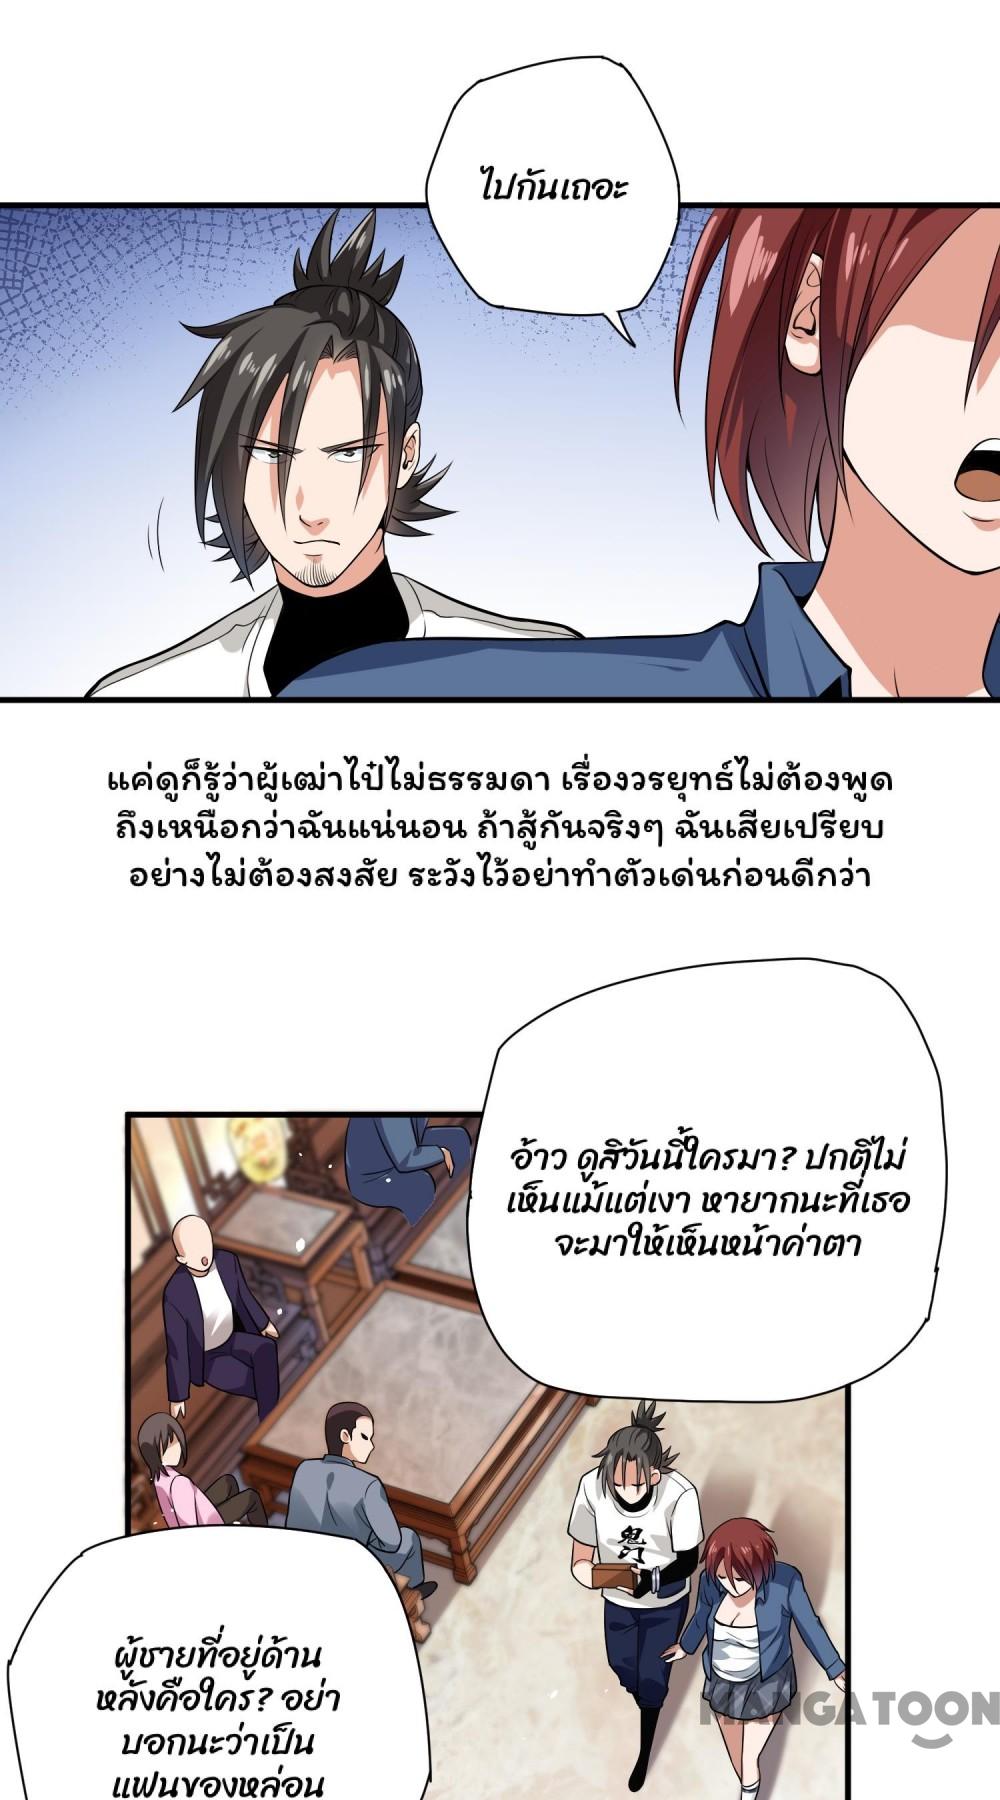 ไปกันเถอะ
แค่ดูก็รู้ว่าผู้เฒ่าไป๋ไม่ธรรมดา เรื่องวรยุทธ์ไม่ต้องพูด
ถึงเหนือกว่าฉันแน่นอน ถ้าสู้กันจริงๆ ฉันเสียเปรียบ
อย่างไม่ต้องสงสัย ระวังไว้อย่าทำตัวเด่นก่อนดีกว่า
อ้าว ดูสิวันนี้ใครมา? ปกติไม่
เห็นแม้แต่เงา หายากนะที่เธอ
จะมาให้เห็นหน้าค่าตา
鬼
门
ผู้ชายที่อยู่ด้าน
หลังคือใคร? อย่า
บอกนะว่าเป็น
แฟนของหล่อน
MANGATOON